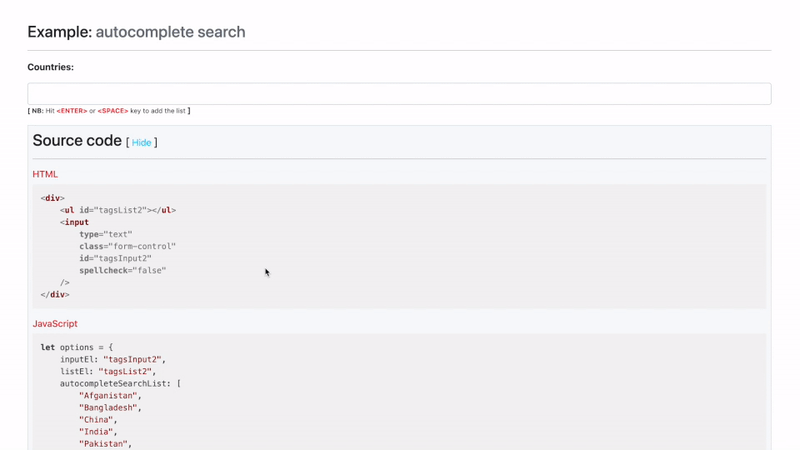 Example: autocomplete search
Countries:
[ NB: Hit <ENTER> or <SPACE> key to add the list ]
Source code [ Hide ]
HTML
<div>
    <ul id="tagsList2"></ul>
    <input
        type="text"
        class="form-control"
        id="tagsInput2"
        spellcheck="false"
    />
</div>
JavaScript
let options = {
    inputEl: "tagsInput2",
    listEl: "tagsList2",
    autocompleteSearchList: [
        "Afganistan",
        "Bangladesh",
        "China",
        "India",
        "Pakistan",